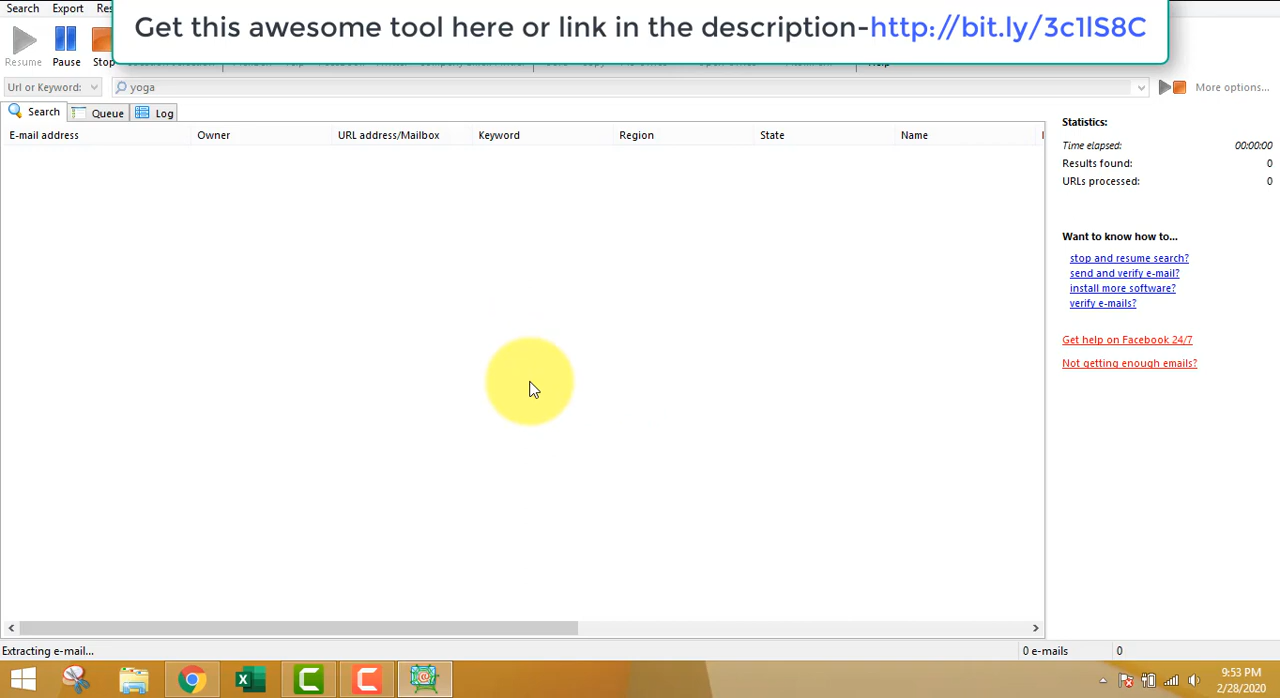 Search Export Res
Get this awesome tool here or link in the description-http://bit.ly/3c1lS8C
Resume Pause Stop
Help
Url or Keyword: yoga More options...
Search Queue Log
E-mail address Owner URL address/Mailbox Keyword Region State Name
Statistics:
Time elapsed: 00:00:00
Results found: 0
URLs processed: 0
Want to know how to...
stop and resume search?
send and verify e-mail?
install more software?
verify e-mails?
Get help on Facebook 24/7
Not getting enough emails?
Extracting e-mail... 0 e-mails 0
9:53 PM
2/28/2020